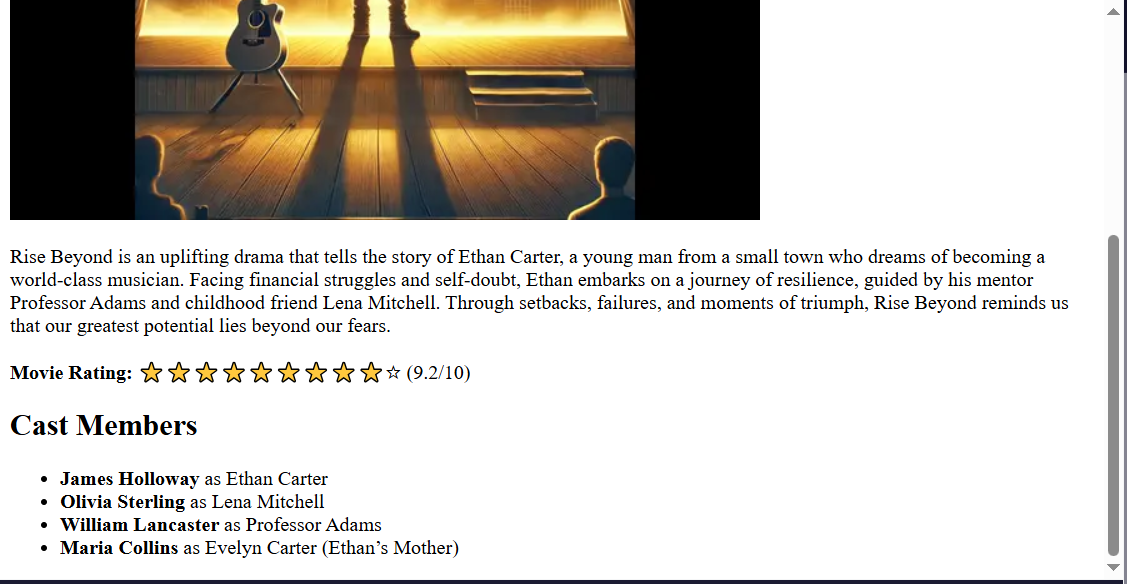 Rise Beyond is an uplifting drama that tells the story of Ethan Carter, a young man from a small town who dreams of becoming a
world-class musician. Facing financial struggles and self-doubt, Ethan embarks on a journey of resilience, guided by his mentor
Professor Adams and childhood friend Lena Mitchell. Through setbacks, failures, and moments of triumph, Rise Beyond reminds us
that our greatest potential lies beyond our fears.
Movie Rating: ⭐⭐⭐⭐⭐⭐⭐⭐⭐☆ (9.2/10)
Cast Members
• James Holloway as Ethan Carter
• Olivia Sterling as Lena Mitchell
• William Lancaster as Professor Adams
• Maria Collins as Evelyn Carter (Ethan’s Mother)